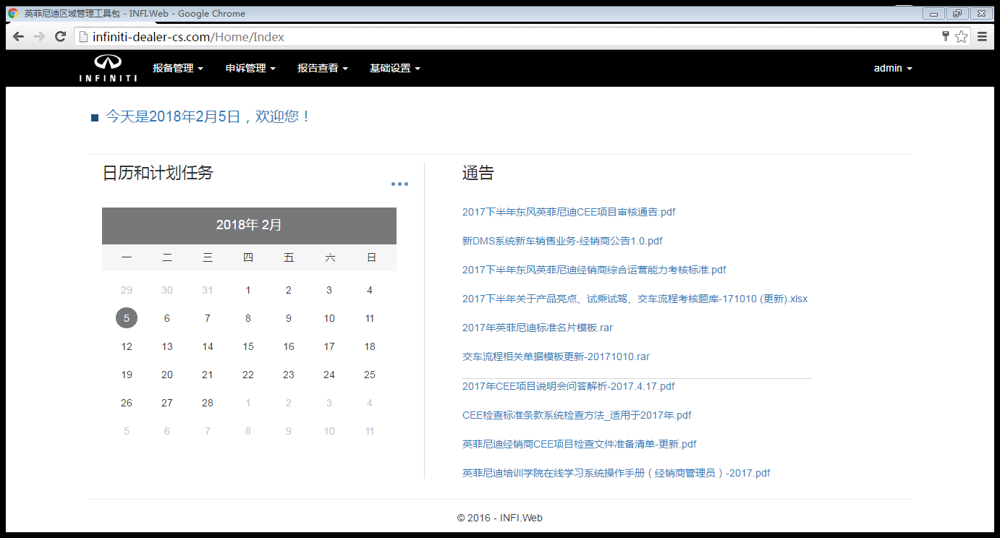 英菲尼迪区域管理工具包 - INFI.Web - Google Chrome
infiniti-dealer-cs.com/Home/Index
INFINITI 报备管理 申诉管理 报告查看 基础设置 admin
今天是2018年2月5日，欢迎您！
日历和计划任务
2018年 2月
一 二 三 四 五 六 日
29 30 31 1 2 3 4
5 6 7 8 9 10 11
12 13 14 15 16 17 18
19 20 21 22 23 24 25
26 27 28 1 2 3 4
5 6 7 8 9 10 11
通告
2017下半年东风英菲尼迪CEE项目审核通告.pdf
新DMS系统新车销售业务-经销商公告1.0.pdf
2017下半年东风英菲尼迪经销商综合运营能力考核标准.pdf
2017下半年关于产品亮点、试乘试驾、交车流程考核题库-171010 (更新).xlsx
2017年英菲尼迪标准名片模板.rar
交车流程相关单据模板更新-20171010.rar
2017年CEE项目说明会问答解析-2017.4.17.pdf
CEE检查标准条款系统检查方法_适用于2017年.pdf
英菲尼迪经销商CEE项目检查文件准备清单-更新.pdf
英菲尼迪培训学院在线学习系统操作手册（经销商管理员）-2017.pdf
© 2016 - INFI.Web